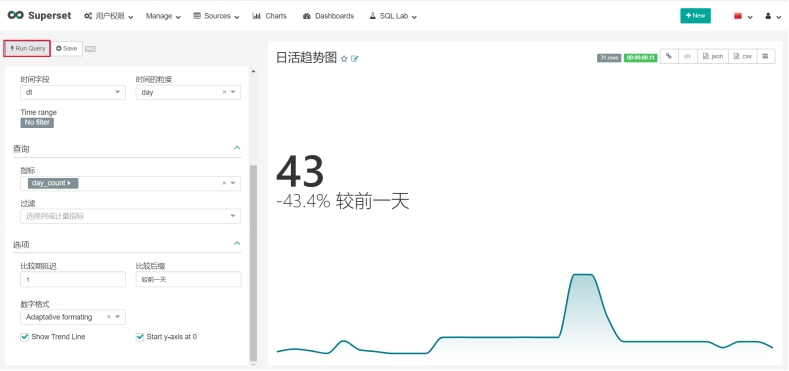 Superset 用户权限 Manage Sources Charts Dashboards SQL Lab New
Run Query Save
时间字段 时间的粒度
dt day
Time range
No filter
查询
指标
day_count
过滤
选择列或计量指标
选项
比较期延迟 比较后缀
1 较前一天
数字格式
Adaptative formating
Show Trend Line Start y-axis at 0
日活趋势图 31 rows 00:00:00.11 .json .csv
43
-43.4% 较前一天